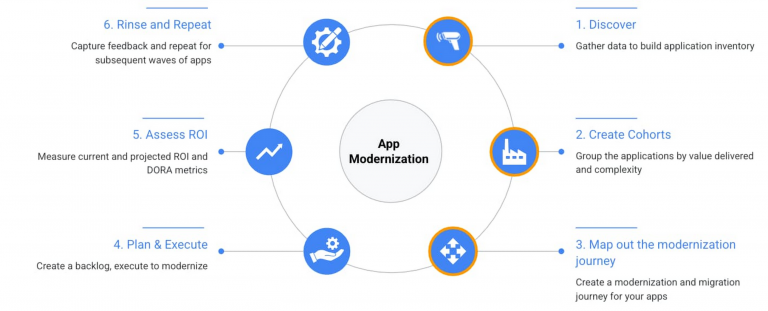 6. Rinse and Repeat
Capture feedback and repeat for
subsequent waves of apps
1. Discover
Gather data to build application inventory
5. Assess ROI
Measure current and projected ROI and
DORA metrics
App
Modernization
2. Create Cohorts
Group the applications by value delivered
and complexity
4. Plan & Execute
Create a backlog, execute to modernize
3. Map out the modernization
journey
Create a modernization and migration
journey for your apps